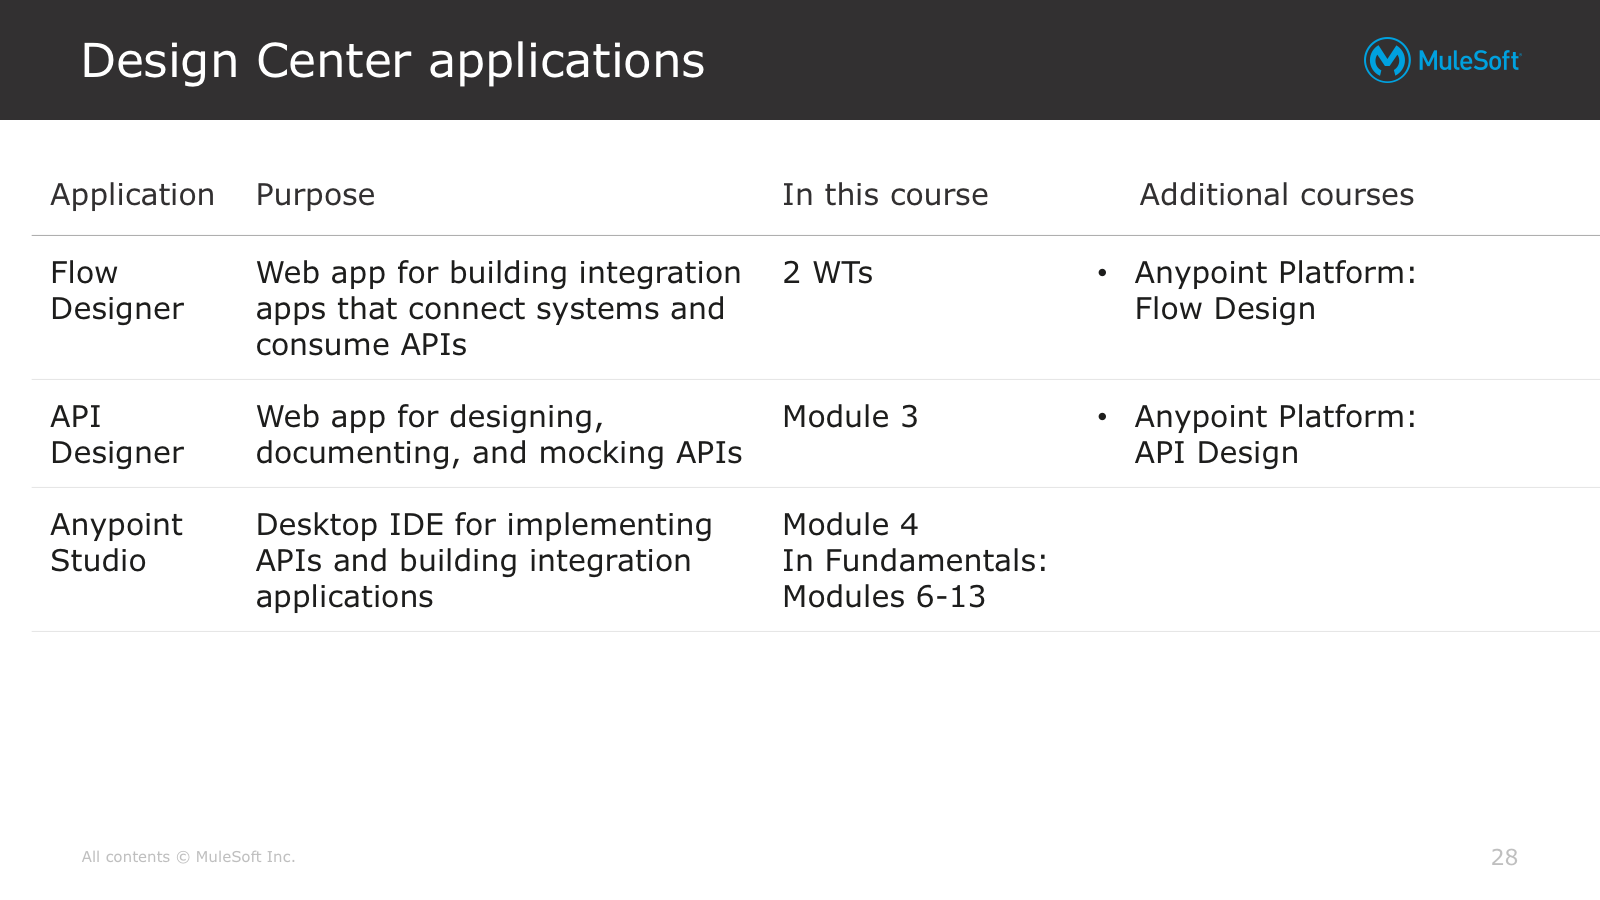 Design Center applications
MuleSoft
Application Purpose In this course Additional courses
Flow Designer
Web app for building integration
apps that connect systems and
consume APIs
2 WTs
• Anypoint Platform:
Flow Design
API
Designer
Web app for designing,
documenting, and mocking APIs
Module 3
• Anypoint Platform:
API Design
Anypoint
Studio
Desktop IDE for implementing
APIs and building integration
applications
Module 4
In Fundamentals:
Modules 6-13
All contents © MuleSoft Inc.
28